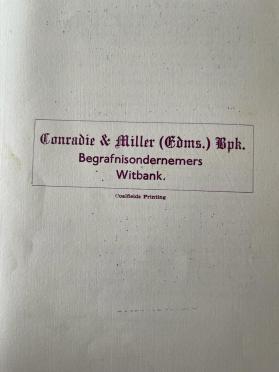 Conradie & Miller (Edms.) Bpk.
Begrafnisondernemers
Witbank.
Coalfields Printing